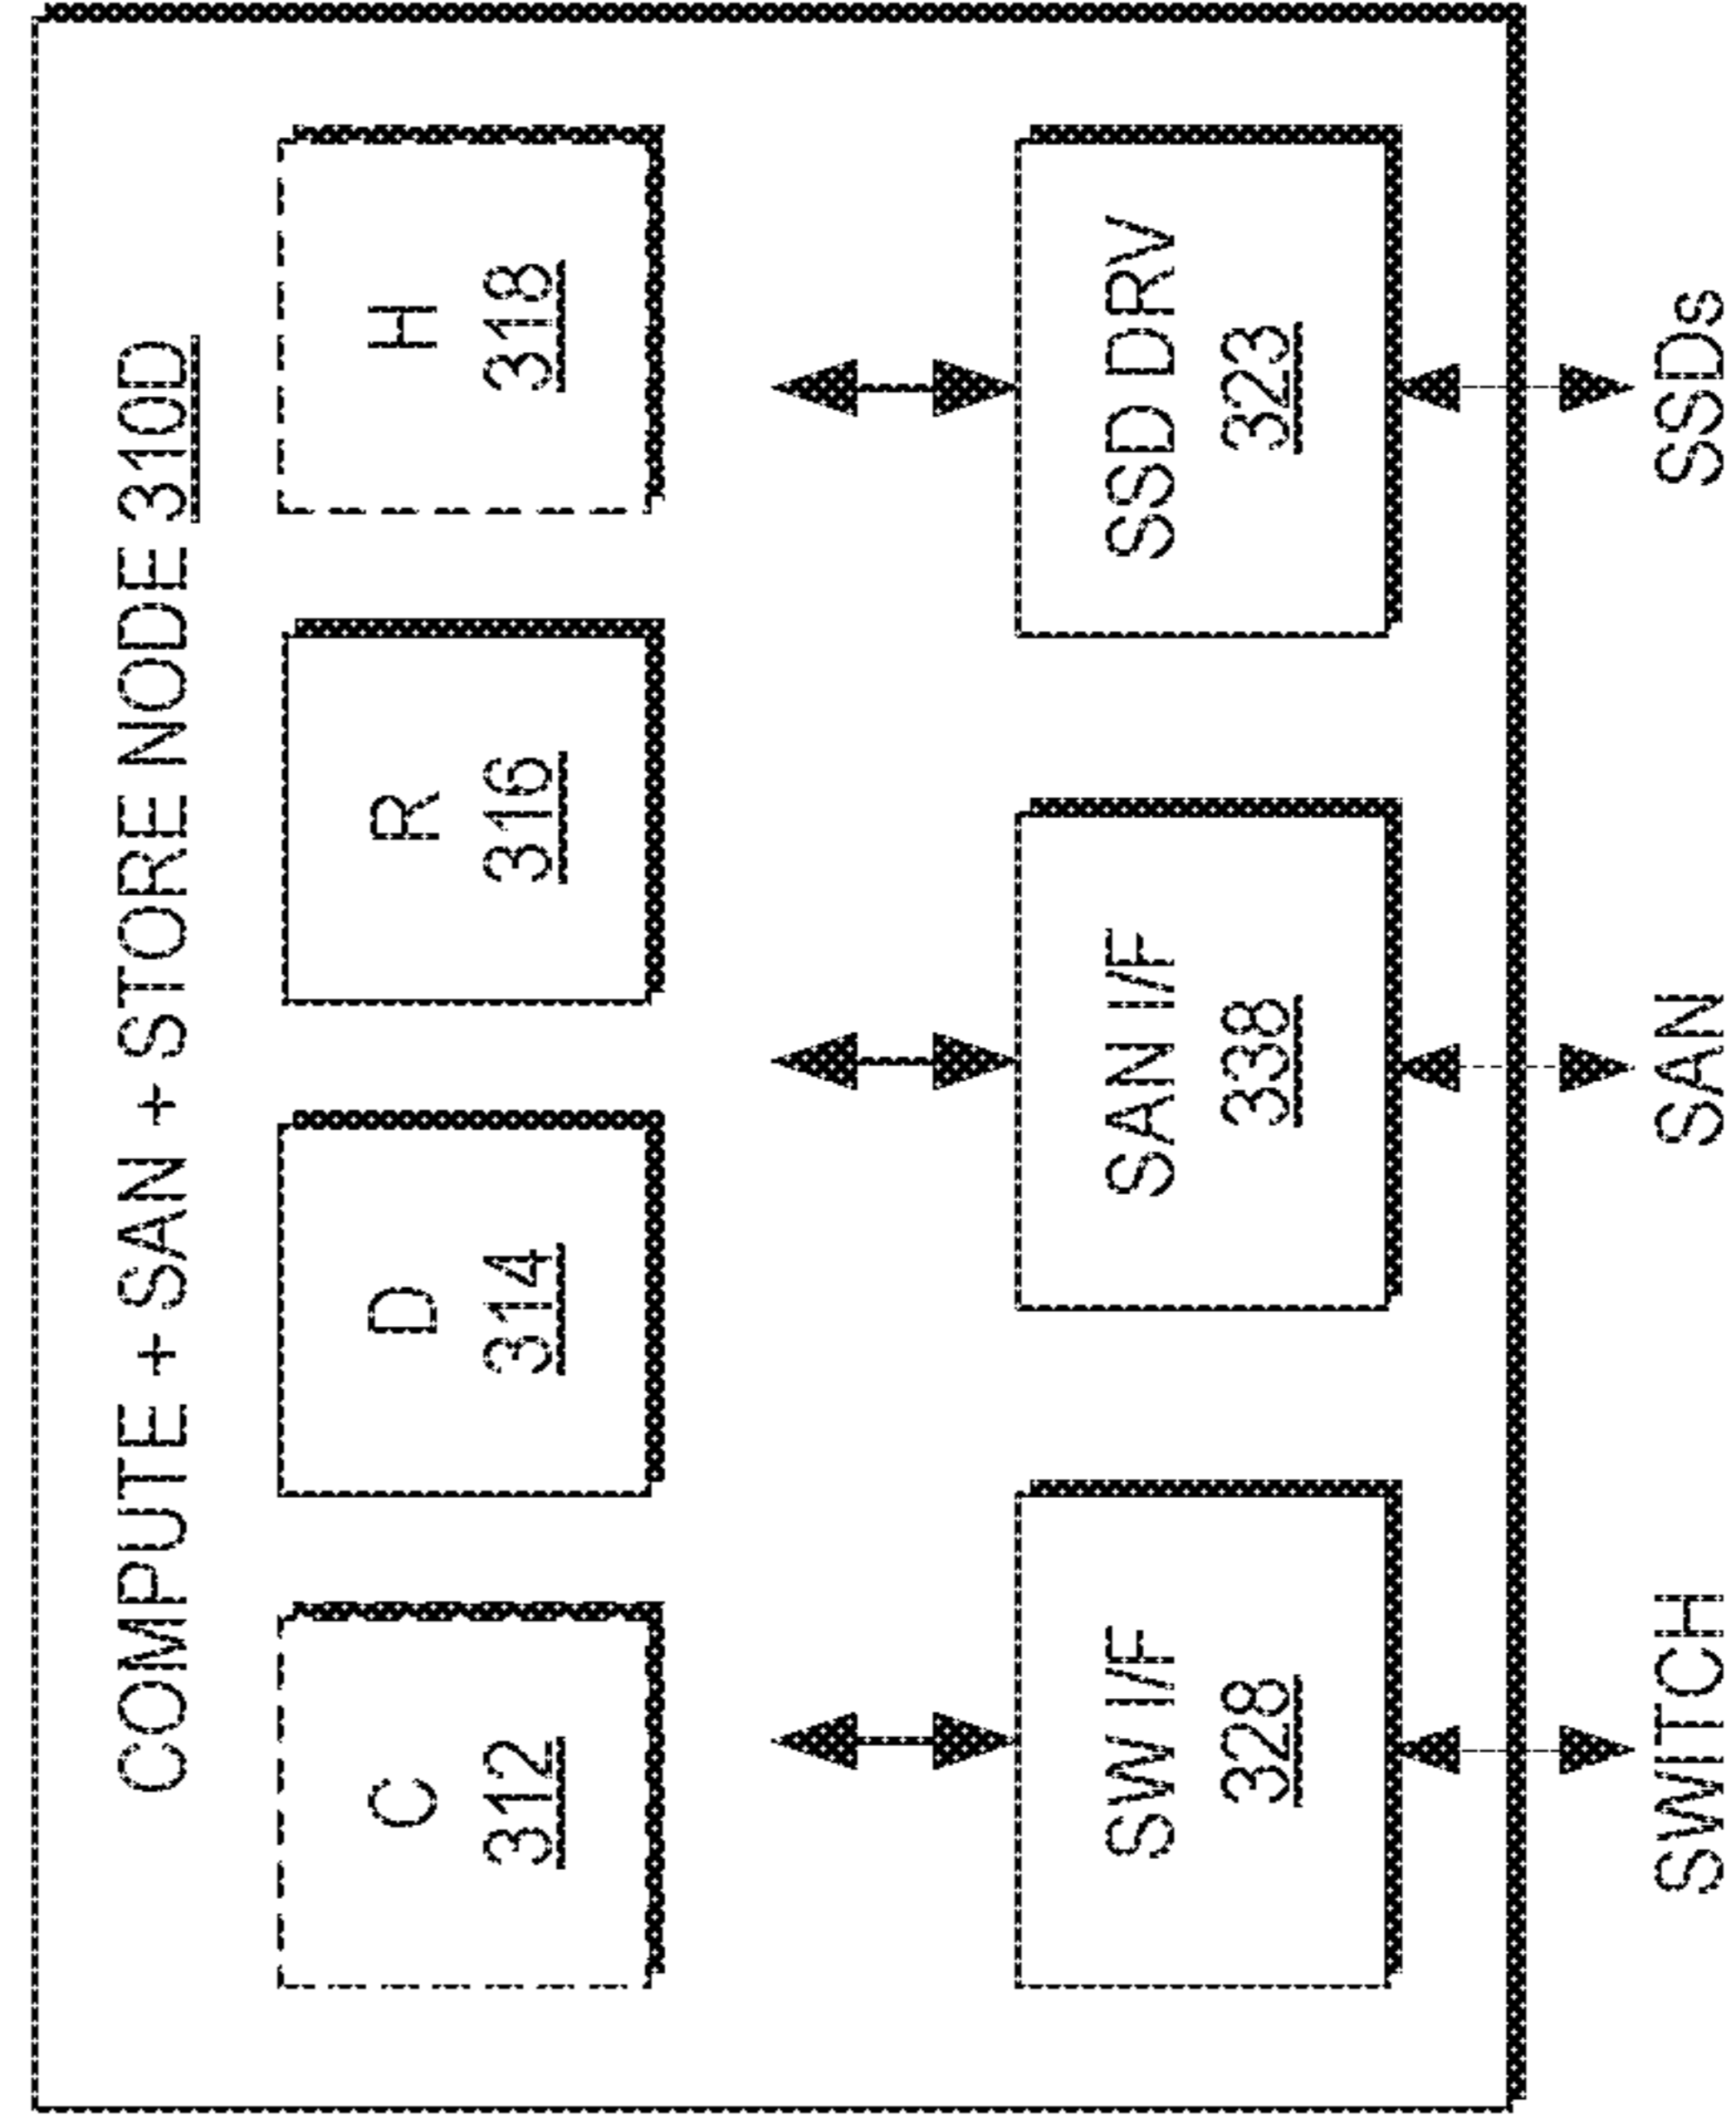 COMPUTE + SAN + STORE NODE 310D
C
312
D
314
R
316
H
318
SW I/F
328
SAN I/F
338
SSD DRV
323
SWITCH
SAN
SSDs